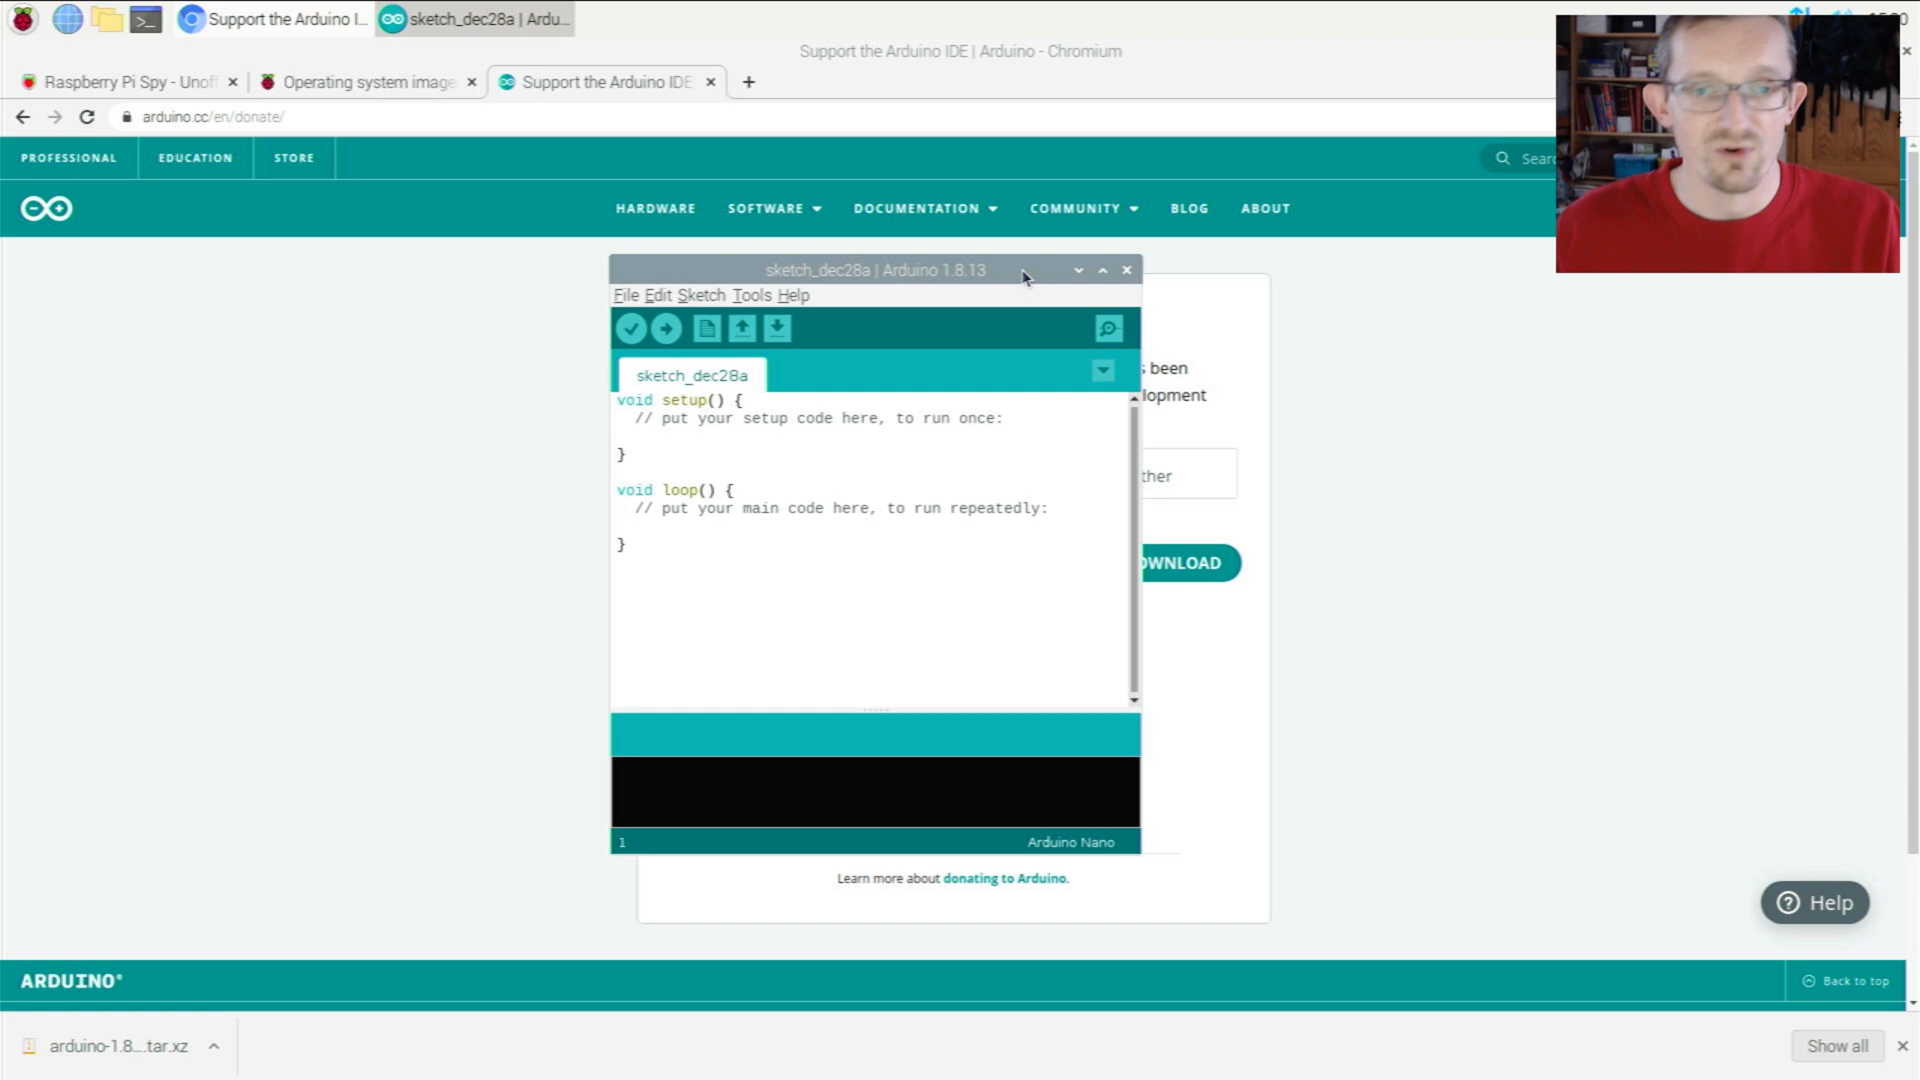 Support the Arduino I...
sketch_dec28a | Ardu...
Support the Arduino IDE | Arduino - Chromium
Raspberry Pi Spy - Unoff
Operating system image
Support the Arduino IDE
arduino.cc/en/donate/
PROFESSIONAL
EDUCATION
STORE
Sear
HARDWARE
SOFTWARE
DOCUMENTATION
COMMUNITY
BLOG
ABOUT
sketch_dec28a | Arduino 1.8.13
File Edit Sketch Tools Help
sketch_dec28a
void setup() {
// put your setup code here, to run once:
}
void loop() {
// put your main code here, to run repeatedly:
}
been
lopment
ther
OWNLOAD
1
Arduino Nano
Learn more about donating to Arduino.
Help
ARDUINO®
Back to top
arduino-1.8....tar.xz
Show all